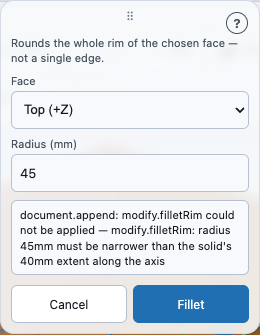 ?
Rounds the whole rim of the chosen face —
not a single edge.
Face
Top (+Z)
Radius (mm)
45
document.append: modify.filletRim could
not be applied — modify.filletRim: radius
45mm must be narrower than the solid's
40mm extent along the axis
Cancel
Fillet